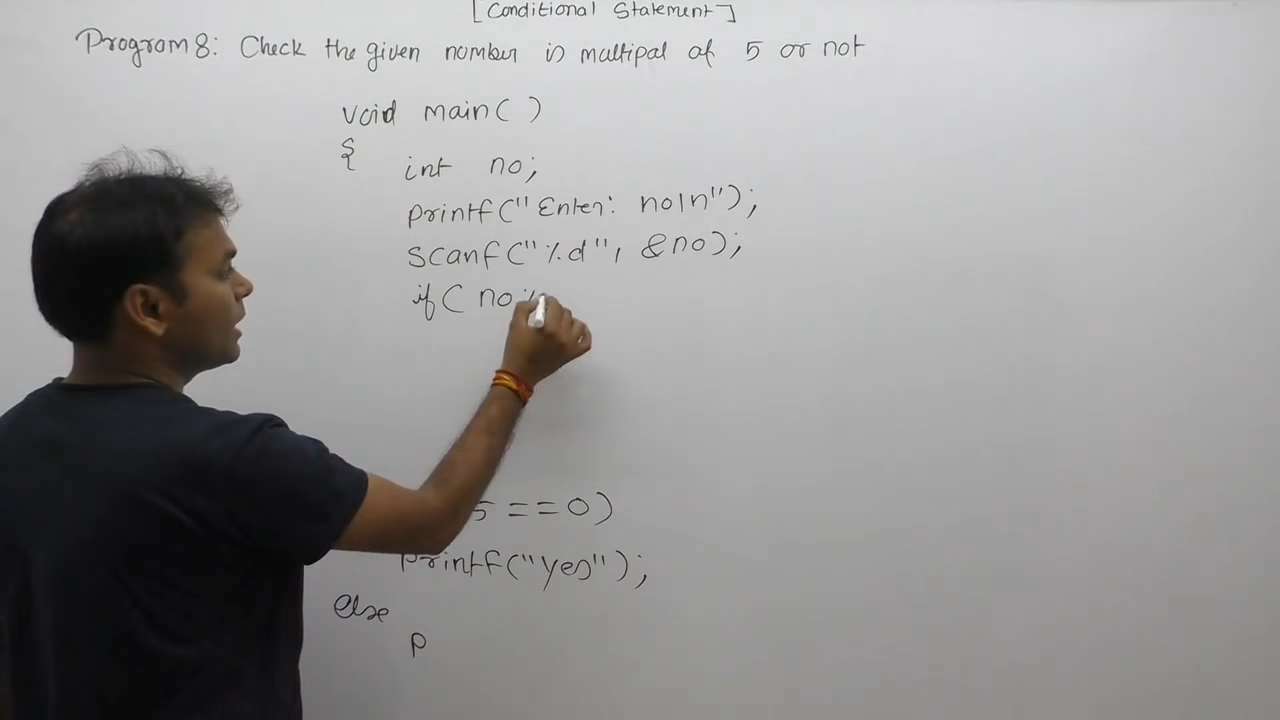 [Conditional Statement]
Program 8: Check the given number is multipal of 5 or not
void main( )
{ int no;
printf("Enter: no\n");
scanf("%d", &no);
if( no %
5 ==0)
printf("yes");
else
p